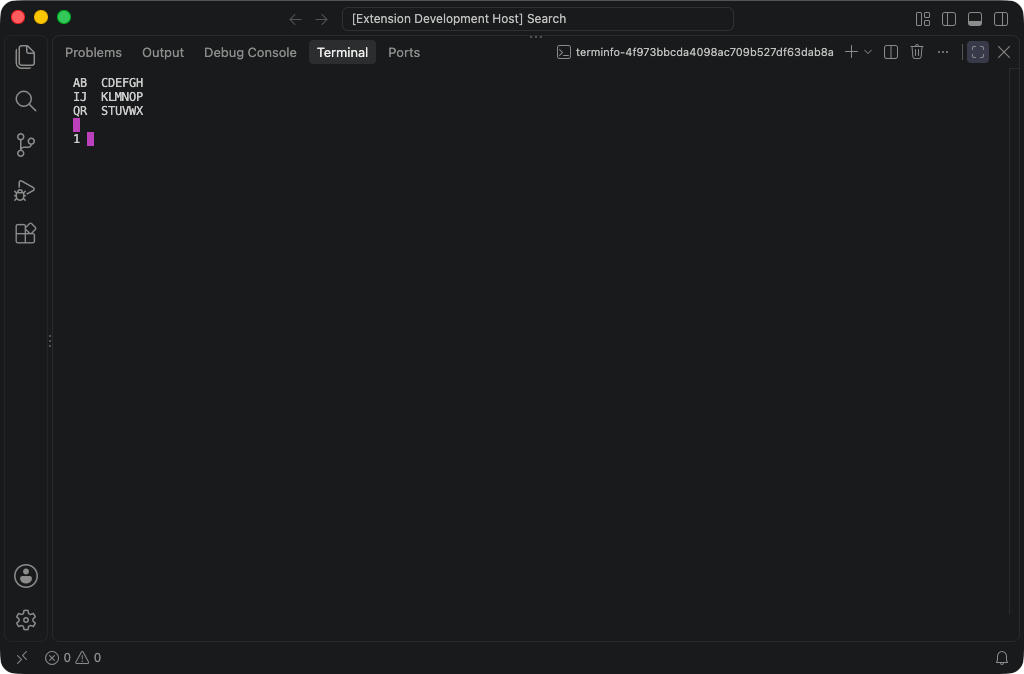 [Extension Development Host] Search
Problems Output Debug Console Terminal Ports terminfo-4f973bbcda4098ac709b527df63dab8a
AB  CDEFGH
IJ  KLMNOP
QR  STUVWX
1
0 0